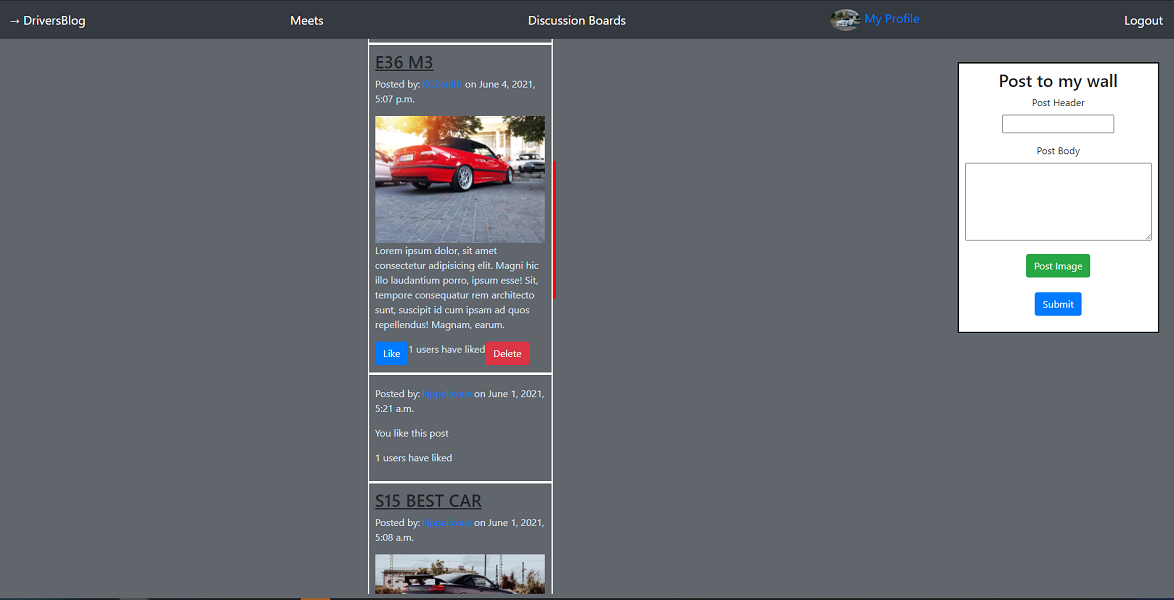 → DriversBlog
Meets
Discussion Boards
My Profile
Logout
E36 M3
Posted by: on June 4, 2021,
5:07 p.m.
Lorem ipsum dolor, sit amet
consectetur adipisicing elit. Magni hic
illo laudantium porro, ipsum esse! Sit,
tempore consequatur rem architecto
sunt, suscipit id cum ipsam ad quos
repellendus! Magnam, earum.
Like
1 users have liked
Delete
Posted by: on June 1, 2021,
5:21 a.m.
You like this post
1 users have liked
S15 BEST CAR
Posted by: on June 1, 2021,
5:08 a.m.
Post to my wall
Post Header
Post Body
Post Image
Submit